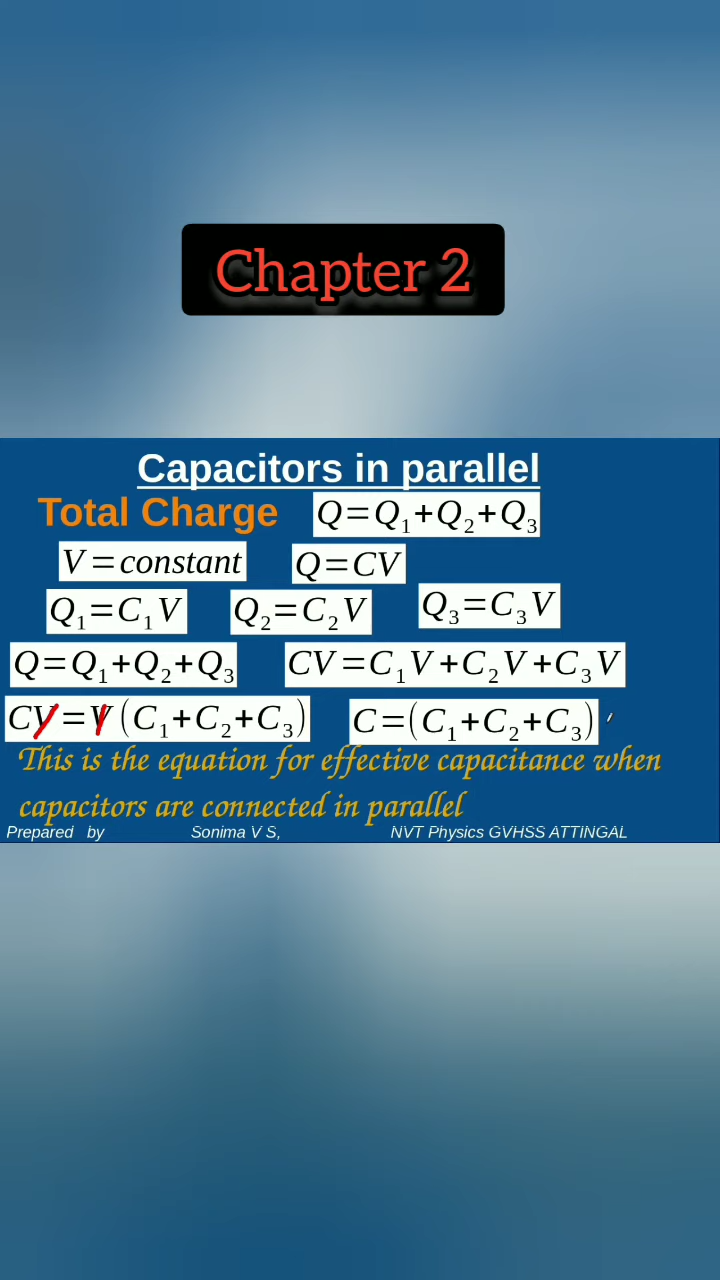 Chapter 2
Capacitors in parallel
Total Charge Q=Q₁+Q₂+Q₃
V=constant Q=CV
Q₁=C₁V Q₂=C₂V Q₃=C₃V
Q=Q₁+Q₂+Q₃ CV=C₁V+C₂V+C₃V
CV=V(C₁+C₂+C₃) C=(C₁+C₂+C₃)
This is the equation for effective capacitance when
capacitors are connected in parallel
Prepared by Sonima V S, NVT Physics GVHSS ATTINGAL